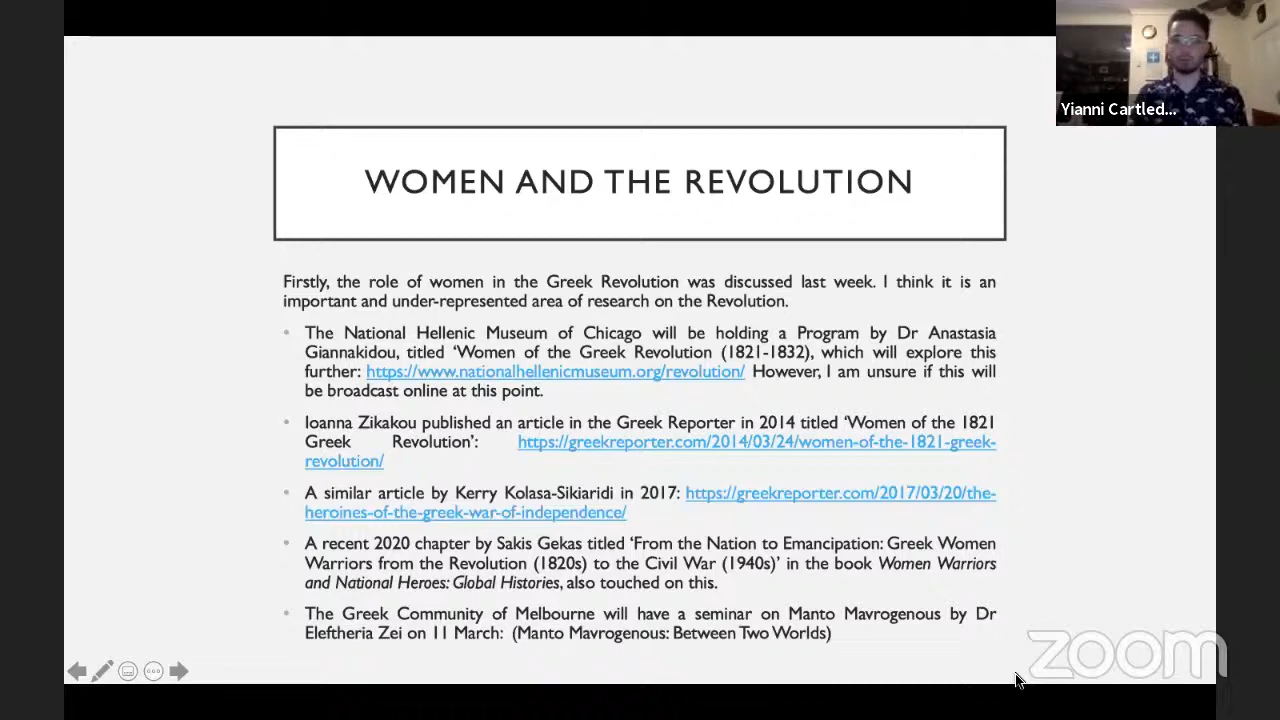 Yianni Cartled...
WOMEN AND THE REVOLUTION
Firstly, the role of women in the Greek Revolution was discussed last week. I think it is an
important and under-represented area of research on the Revolution.
• The National Hellenic Museum of Chicago will be holding a Program by Dr Anastasia
Giannakidou, titled ‘Women of the Greek Revolution (1821-1832), which will explore this
further: https://www.nationalhellenicmuseum.org/revolution/ However, I am unsure if this will
be broadcast online at this point.
• Ioanna Zikakou published an article in the Greek Reporter in 2014 titled ‘Women of the 1821
Greek Revolution’: https://greekreporter.com/2014/03/24/women-of-the-1821-greek-
revolution/
• A similar article by Kerry Kolasa-Sikiaridi in 2017: https://greekreporter.com/2017/03/20/the-
heroines-of-the-greek-war-of-independence/
• A recent 2020 chapter by Sakis Gekas titled ‘From the Nation to Emancipation: Greek Women
Warriors from the Revolution (1820s) to the Civil War (1940s)’ in the book Women Warriors
and National Heroes: Global Histories, also touched on this.
• The Greek Community of Melbourne will have a seminar on Manto Mavrogenous by Dr
Eleftheria Zei on 11 March: (Manto Mavrogenous: Between Two Worlds)
zoom